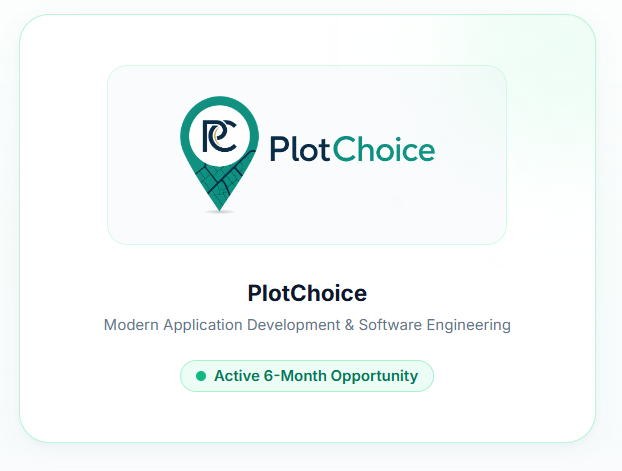 PC PlotChoice
PlotChoice
Modern Application Development & Software Engineering
Active 6-Month Opportunity